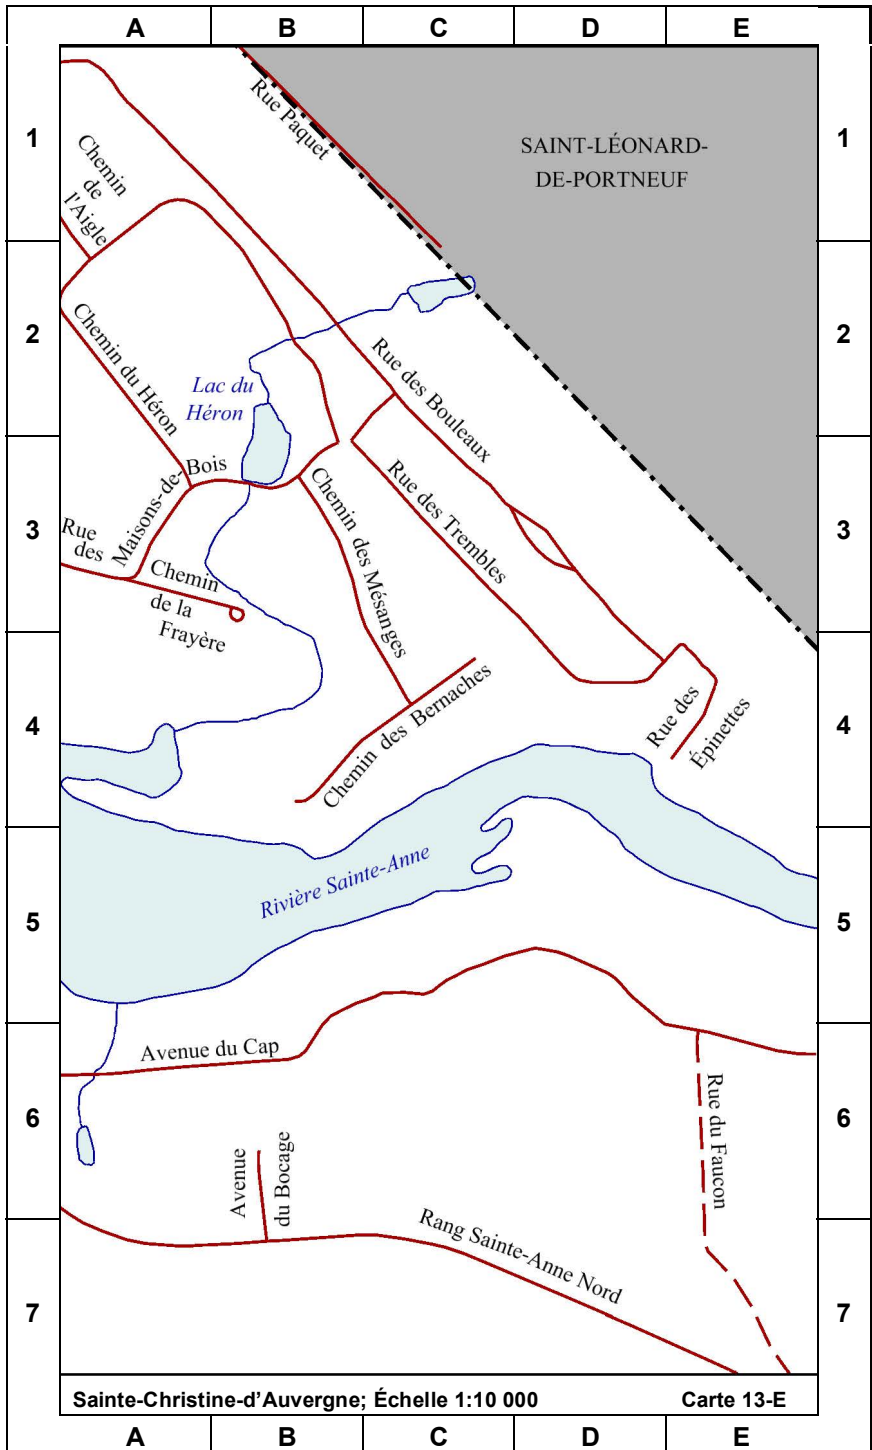 A B C D E
1
Rue Paquet
SAINT-LÉONARD-
DE-PORTNEUF
1
Chemin
de
l'Aigle
2
Chemin du Héron
Lac du
Héron
Rue des Bouleaux
2
3
Rue
des
Maisons-de-Bois
Chemin des Mésanges
Rue des Trembles
3
Chemin
de la
Frayère
4
Chemin des Bernaches
Rue des
Épinettes
4
5
Rivière Sainte-Anne
5
Avenue du Cap
6
Avenue
du Bocage
Rue du Faucon
6
7
Rang Sainte-Anne Nord
7
Sainte-Christine-d'Auvergne; Échelle 1:10 000 Carte 13-E
A B C D E